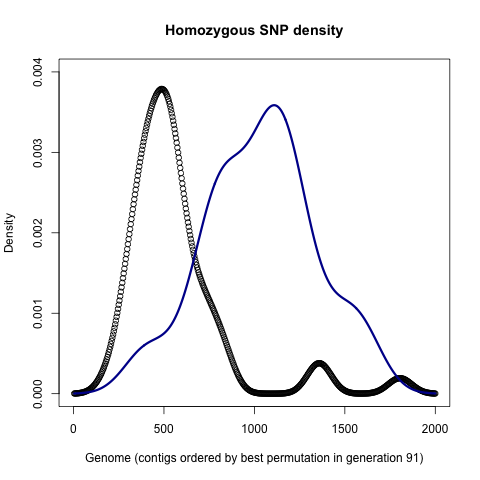 Homozygous SNP density
Density
0.004
0.003
0.002
0.001
0.000
0 500 1000 1500 2000
Genome (contigs ordered by best permutation in generation 91)